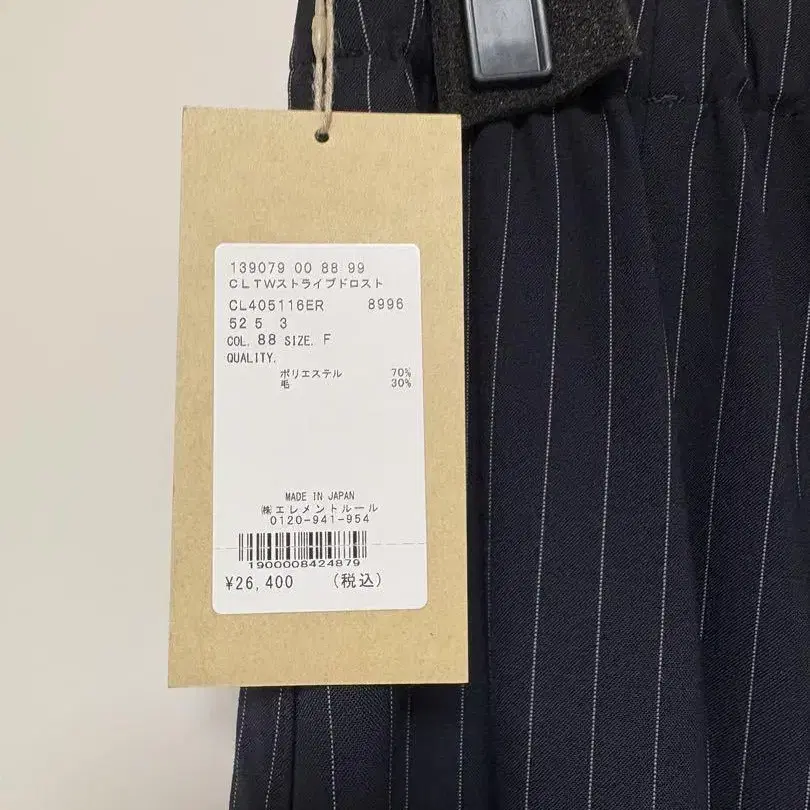 139079 00 88 99
CLTWストライプドロスト
CL405116ER 8996
52 5 3
COL. 88 SIZE. F
QUALITY.
ポリエステル 70%
毛 30%
MADE IN JAPAN
㈱エレメントルール
0120-941-954
1900008424879
¥26,400 (税込)